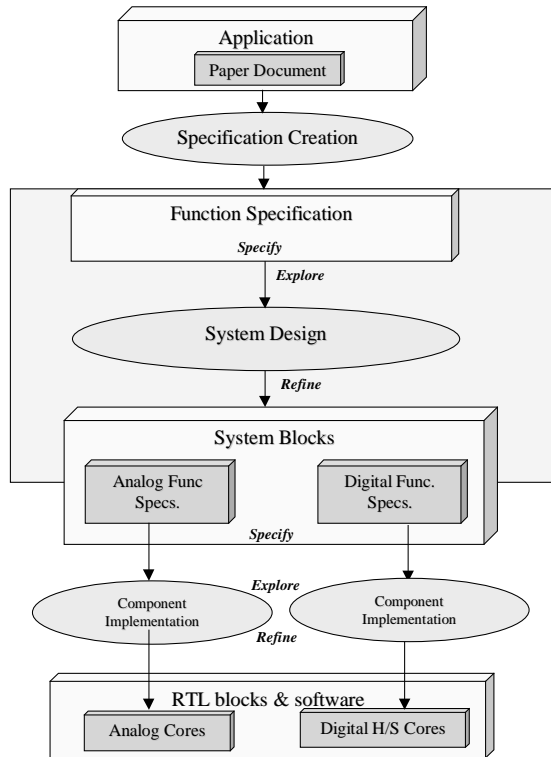 Application
Paper Document
Specification Creation
Function Specification
Specify
Explore
System Design
Refine
System Blocks
Analog Func
Specs.
Digital Func.
Specs.
Specify
Explore
Component
Implementation
Component
Implementation
Refine
RTL blocks & software
Analog Cores
Digital H/S Cores